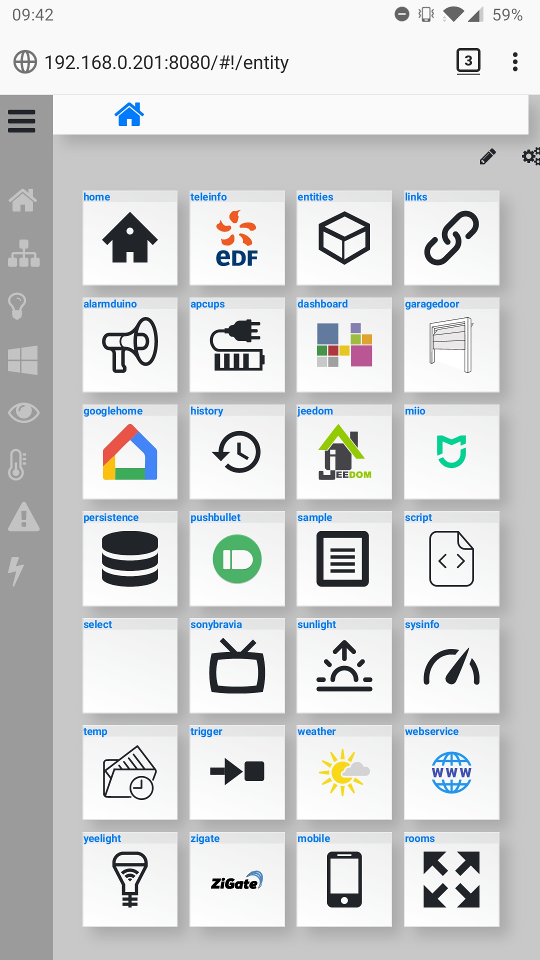 09:42
59%
192.168.0.201:8080/#!/entity
3
home
teleinfo
entities
links
eDF
alarmduino
apcups
dashboard
garagedoor
googlehome
history
jeedom
miio
JEEDOM
persistence
pushbullet
sample
script
select
sonybravia
sunlight
sysinfo
temp
trigger
weather
webservice
WWW
yeelight
zigate
mobile
rooms
ZiGate